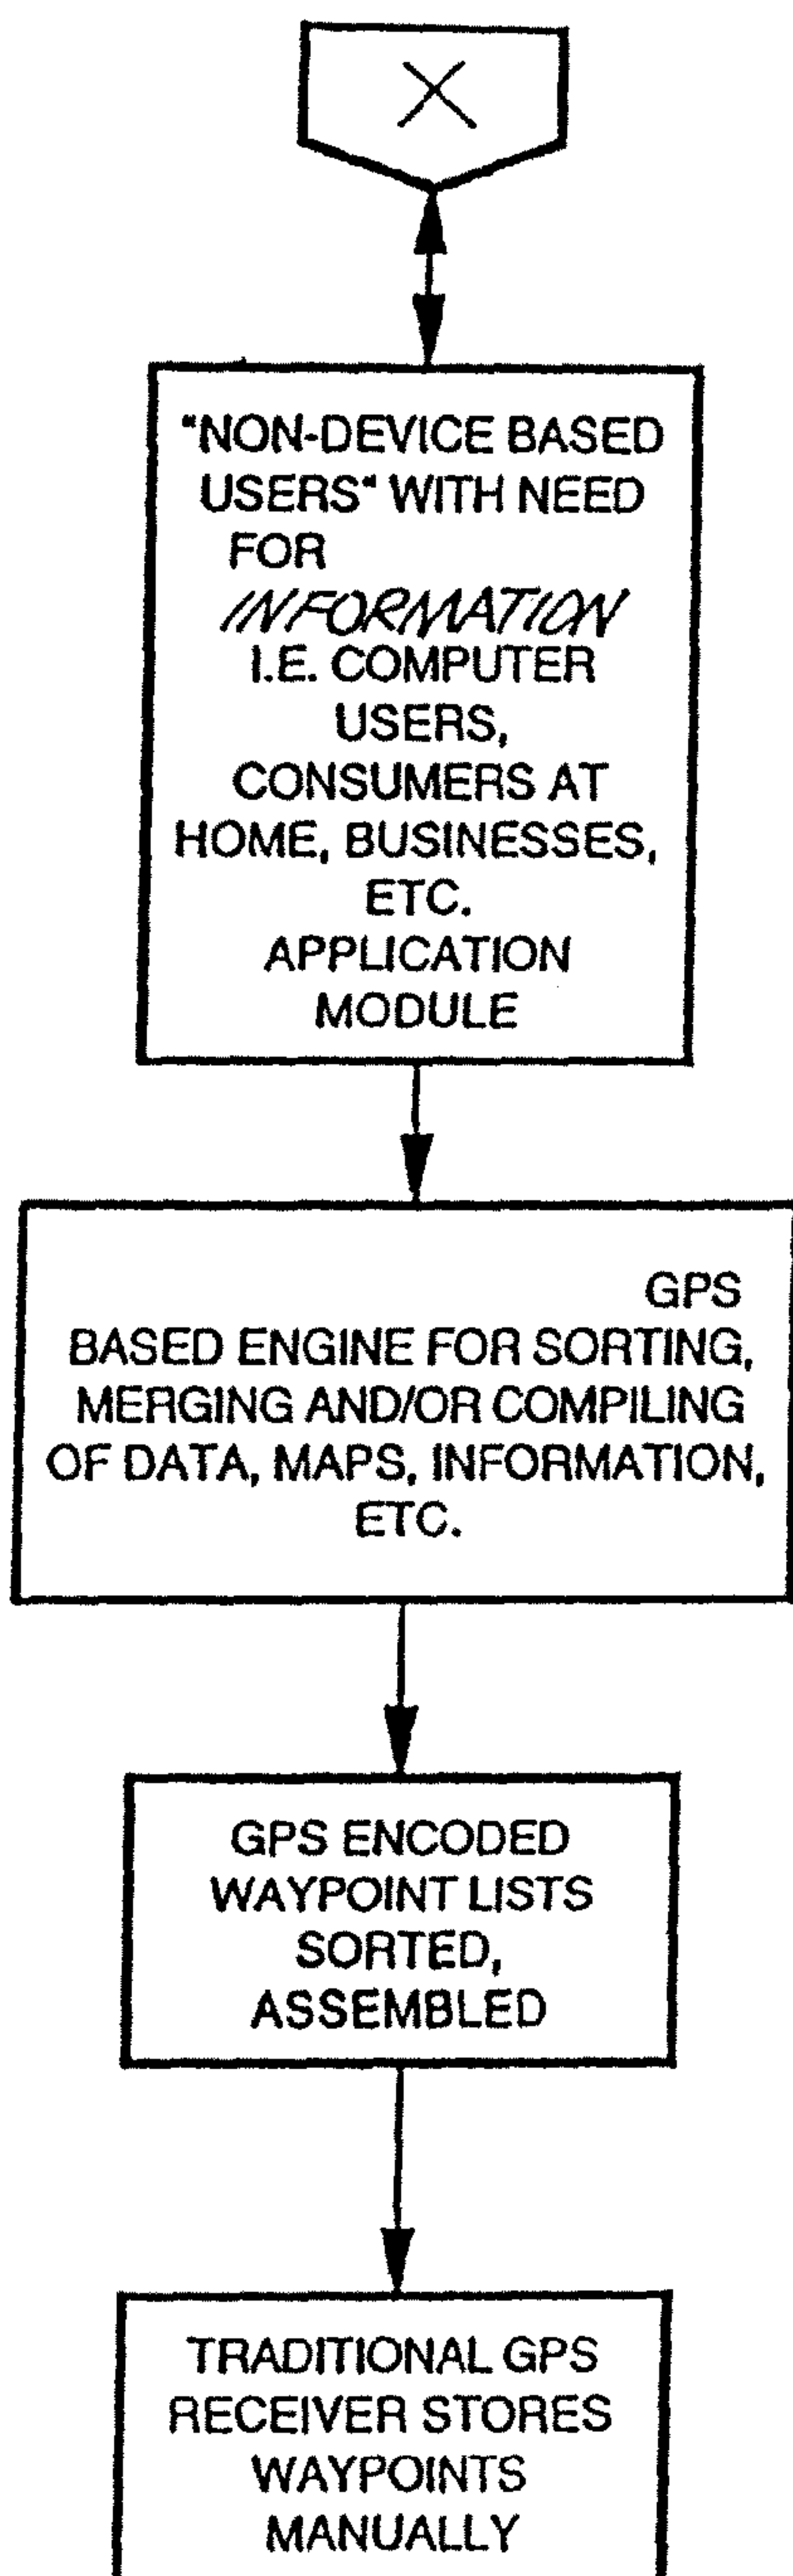 X
"NON-DEVICE BASED
USERS" WITH NEED
FOR
INFORMATION
I.E. COMPUTER
USERS,
CONSUMERS AT
HOME, BUSINESSES,
ETC.
APPLICATION
MODULE
GPS
BASED ENGINE FOR SORTING,
MERGING AND/OR COMPILING
OF DATA, MAPS, INFORMATION,
ETC.
GPS ENCODED
WAYPOINT LISTS
SORTED,
ASSEMBLED
TRADITIONAL GPS
RECEIVER STORES
WAYPOINTS
MANUALLY